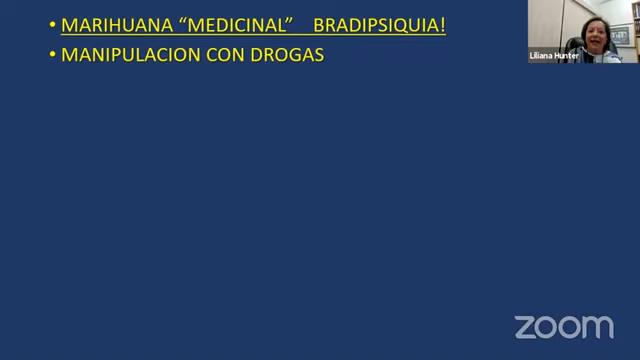 • MARIHUANA “MEDICINAL” BRADIPSIQUIA!
• MANIPULACION CON DROGAS
Liliana Hunter
zoom